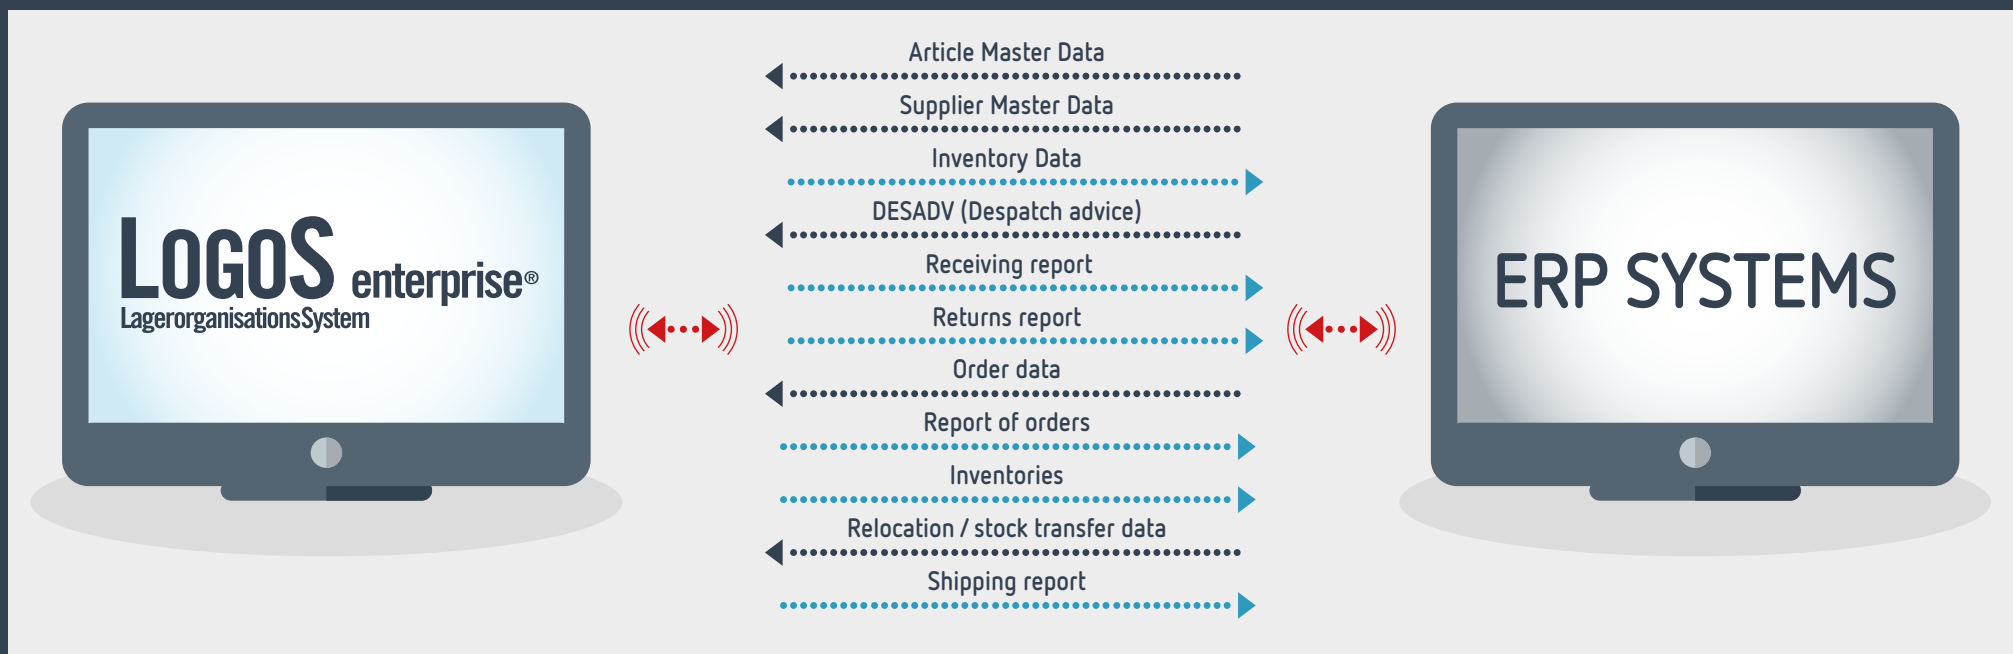 LOGOS enterprise®
LagerorganisationsSystem
Article Master Data
Supplier Master Data
Inventory Data
DESADV (Despatch advice)
Receiving report
Returns report
Order data
Report of orders
Inventories
Relocation / stock transfer data
Shipping report
ERP SYSTEMS